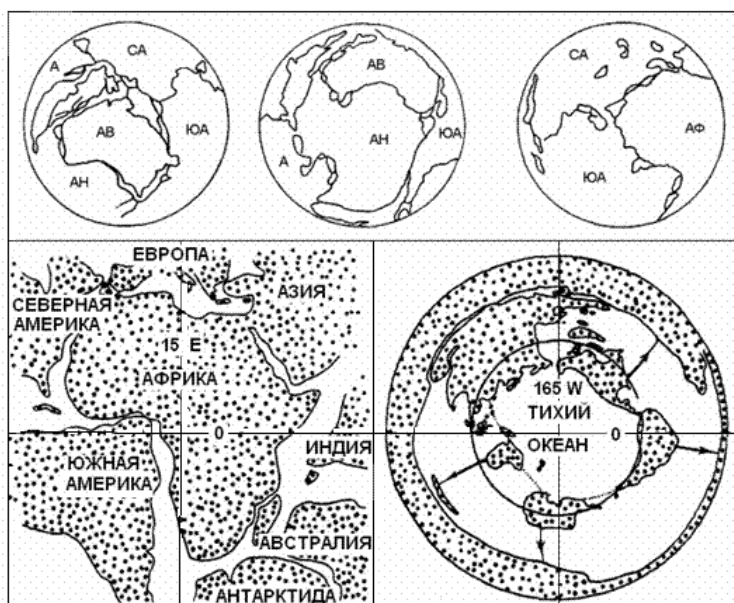 СА
А
АВ
ЮА
АН
АВ
АН
ЮА
А
СА
АФ
ЮА
ЕВРОПА
АЗИЯ
СЕВЕРНАЯ
АМЕРИКА
15 E
АФРИКА
0
ИНДИЯ
ЮЖНАЯ
АМЕРИКА
АВСТРАЛИЯ
АНТАРКТИДА
165 W
ТИХИЙ
0
ОКЕАН